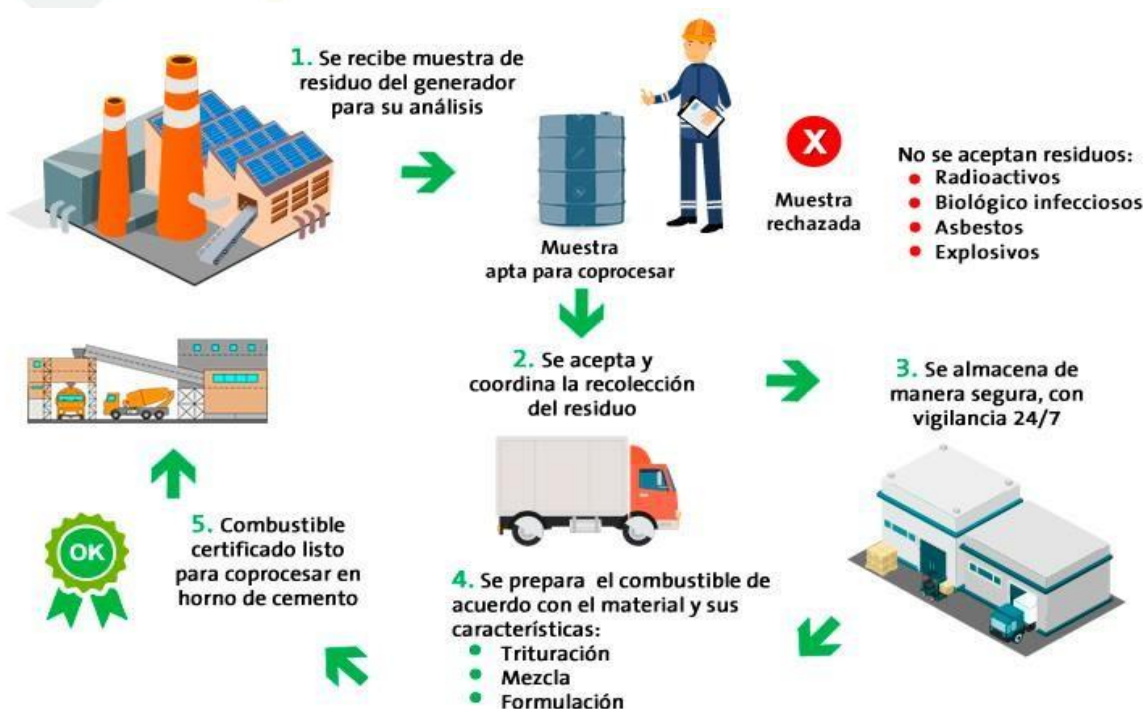 1. Se recibe muestra de
residuo del generador
para su análisis
Muestra
apta para coprocesar
X
Muestra
rechazada
No se aceptan residuos:
Radioactivos
Biológico infecciosos
Asbestos
Explosivos
2. Se acepta y
coordina la recolección
del residuo
3. Se almacena de
manera segura, con
vigilancia 24/7
4. Se prepara el combustible de
acuerdo con el material y sus
características:
Trituración
Mezcla
Formulación
5. Combustible
certificado listo
para coprocesar en
horno de cemento
OK